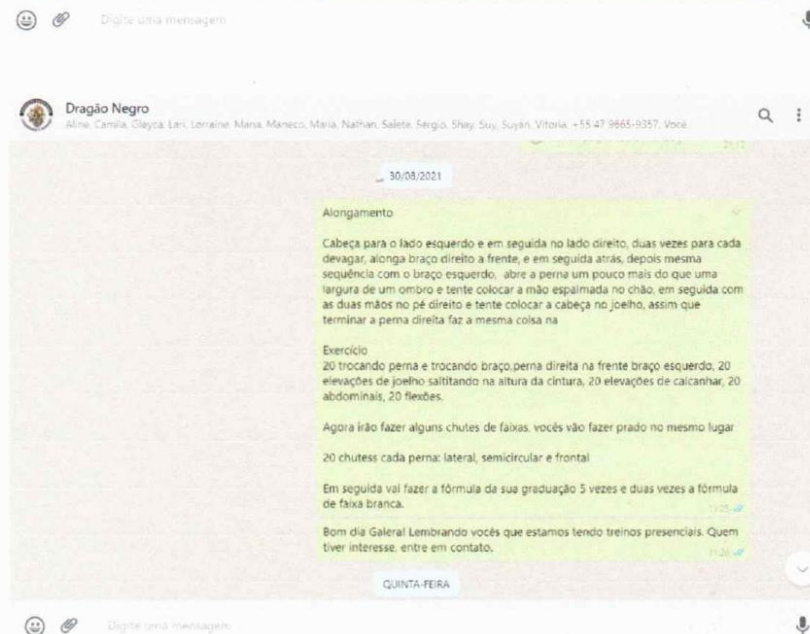 Digite uma mensagem
Dragão Negro
Aline, Camila, Gleyca, Lari, Lorraine, Mana, Maneco, Maria, Nathan, Salete, Sergio, Shay, Suy, Suyan, Vitoria, +55 47 9665-9357, Você
30/08/2021
Alongamento
Cabeça para o lado esquerdo e em seguida no lado direito, duas vezes para cada
devagar, alonga braço direito a frente, e em seguida atrás, depois mesma
sequência com o braço esquerdo, abre a perna um pouco mais do que uma
largura de um ombro e tente colocar a mão espalmada no chão, em seguida com
as duas mãos no pé direito e tente colocar a cabeça no joelho, assim que
terminar a perna direita faz a mesma coisa na
Exercício
20 trocando perna e trocando braço,perna direita na frente braço esquerdo, 20
elevações de joelho saltitando na altura da cintura, 20 elevações de calcanhar, 20
abdominais, 20 flexões.
Agora irão fazer alguns chutes de faixas, vocês vão fazer prado no mesmo lugar
20 chutess cada perna: lateral, semicircular e frontal
Em seguida vai fazer a fórmula da sua graduação 5 vezes e duas vezes a fórmula
de faixa branca.
11:25
Bom dia Galera! Lembrando vocês que estamos tendo treinos presenciais. Quem
tiver interesse, entre em contato.
11:26
QUINTA-FEIRA
Digite uma mensagem